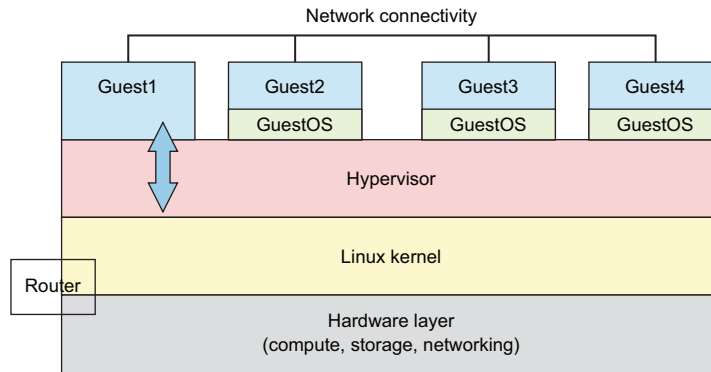 Network connectivity
Guest1
Guest2
Guest3
Guest4
GuestOS
GuestOS
GuestOS
Hypervisor
Linux kernel
Router
Hardware layer
(compute, storage, networking)